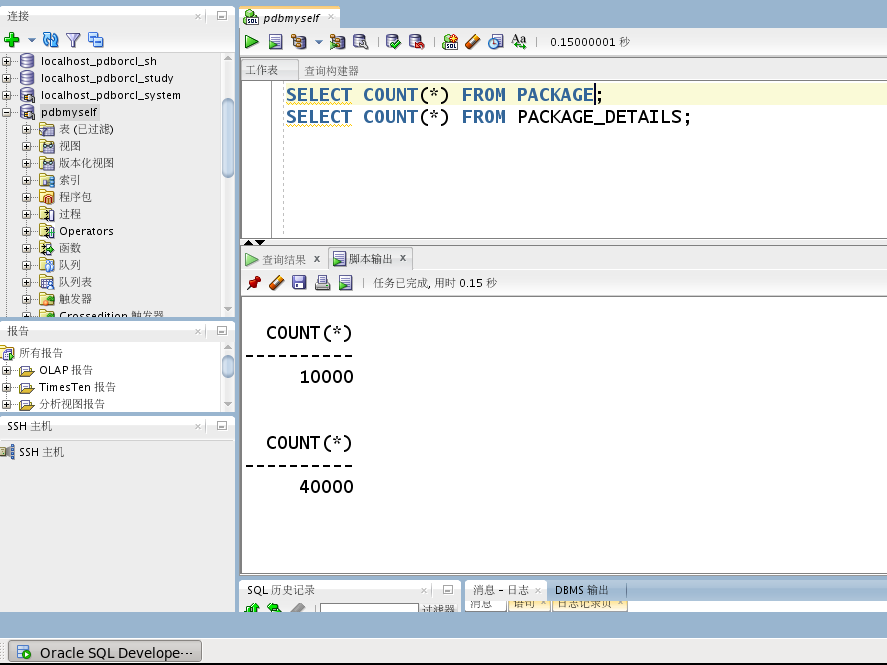 连接
localhost_pdborcl_sh
localhost_pdborcl_study
localhost_pdborcl_system
pdbmyself
表 (已过滤)
视图
版本化视图
索引
程序包
过程
Operators
函数
队列
队列表
触发器
Crossedition 触发器
报告
所有报告
OLAP 报告
TimesTen 报告
分析视图报告
SSH 主机
SSH 主机
pdbmyself
0.15000001 秒
工作表 查询构建器
SELECT COUNT(*) FROM PACKAGE;
SELECT COUNT(*) FROM PACKAGE_DETAILS;
查询结果 x 脚本输出 x
任务已完成, 用时 0.15 秒
COUNT(*)
----------
10000
COUNT(*)
----------
40000
SQL 历史记录
过滤器
消息 - 日志 DBMS 输出
消息 语句 日志记录页
Oracle SQL Develope···